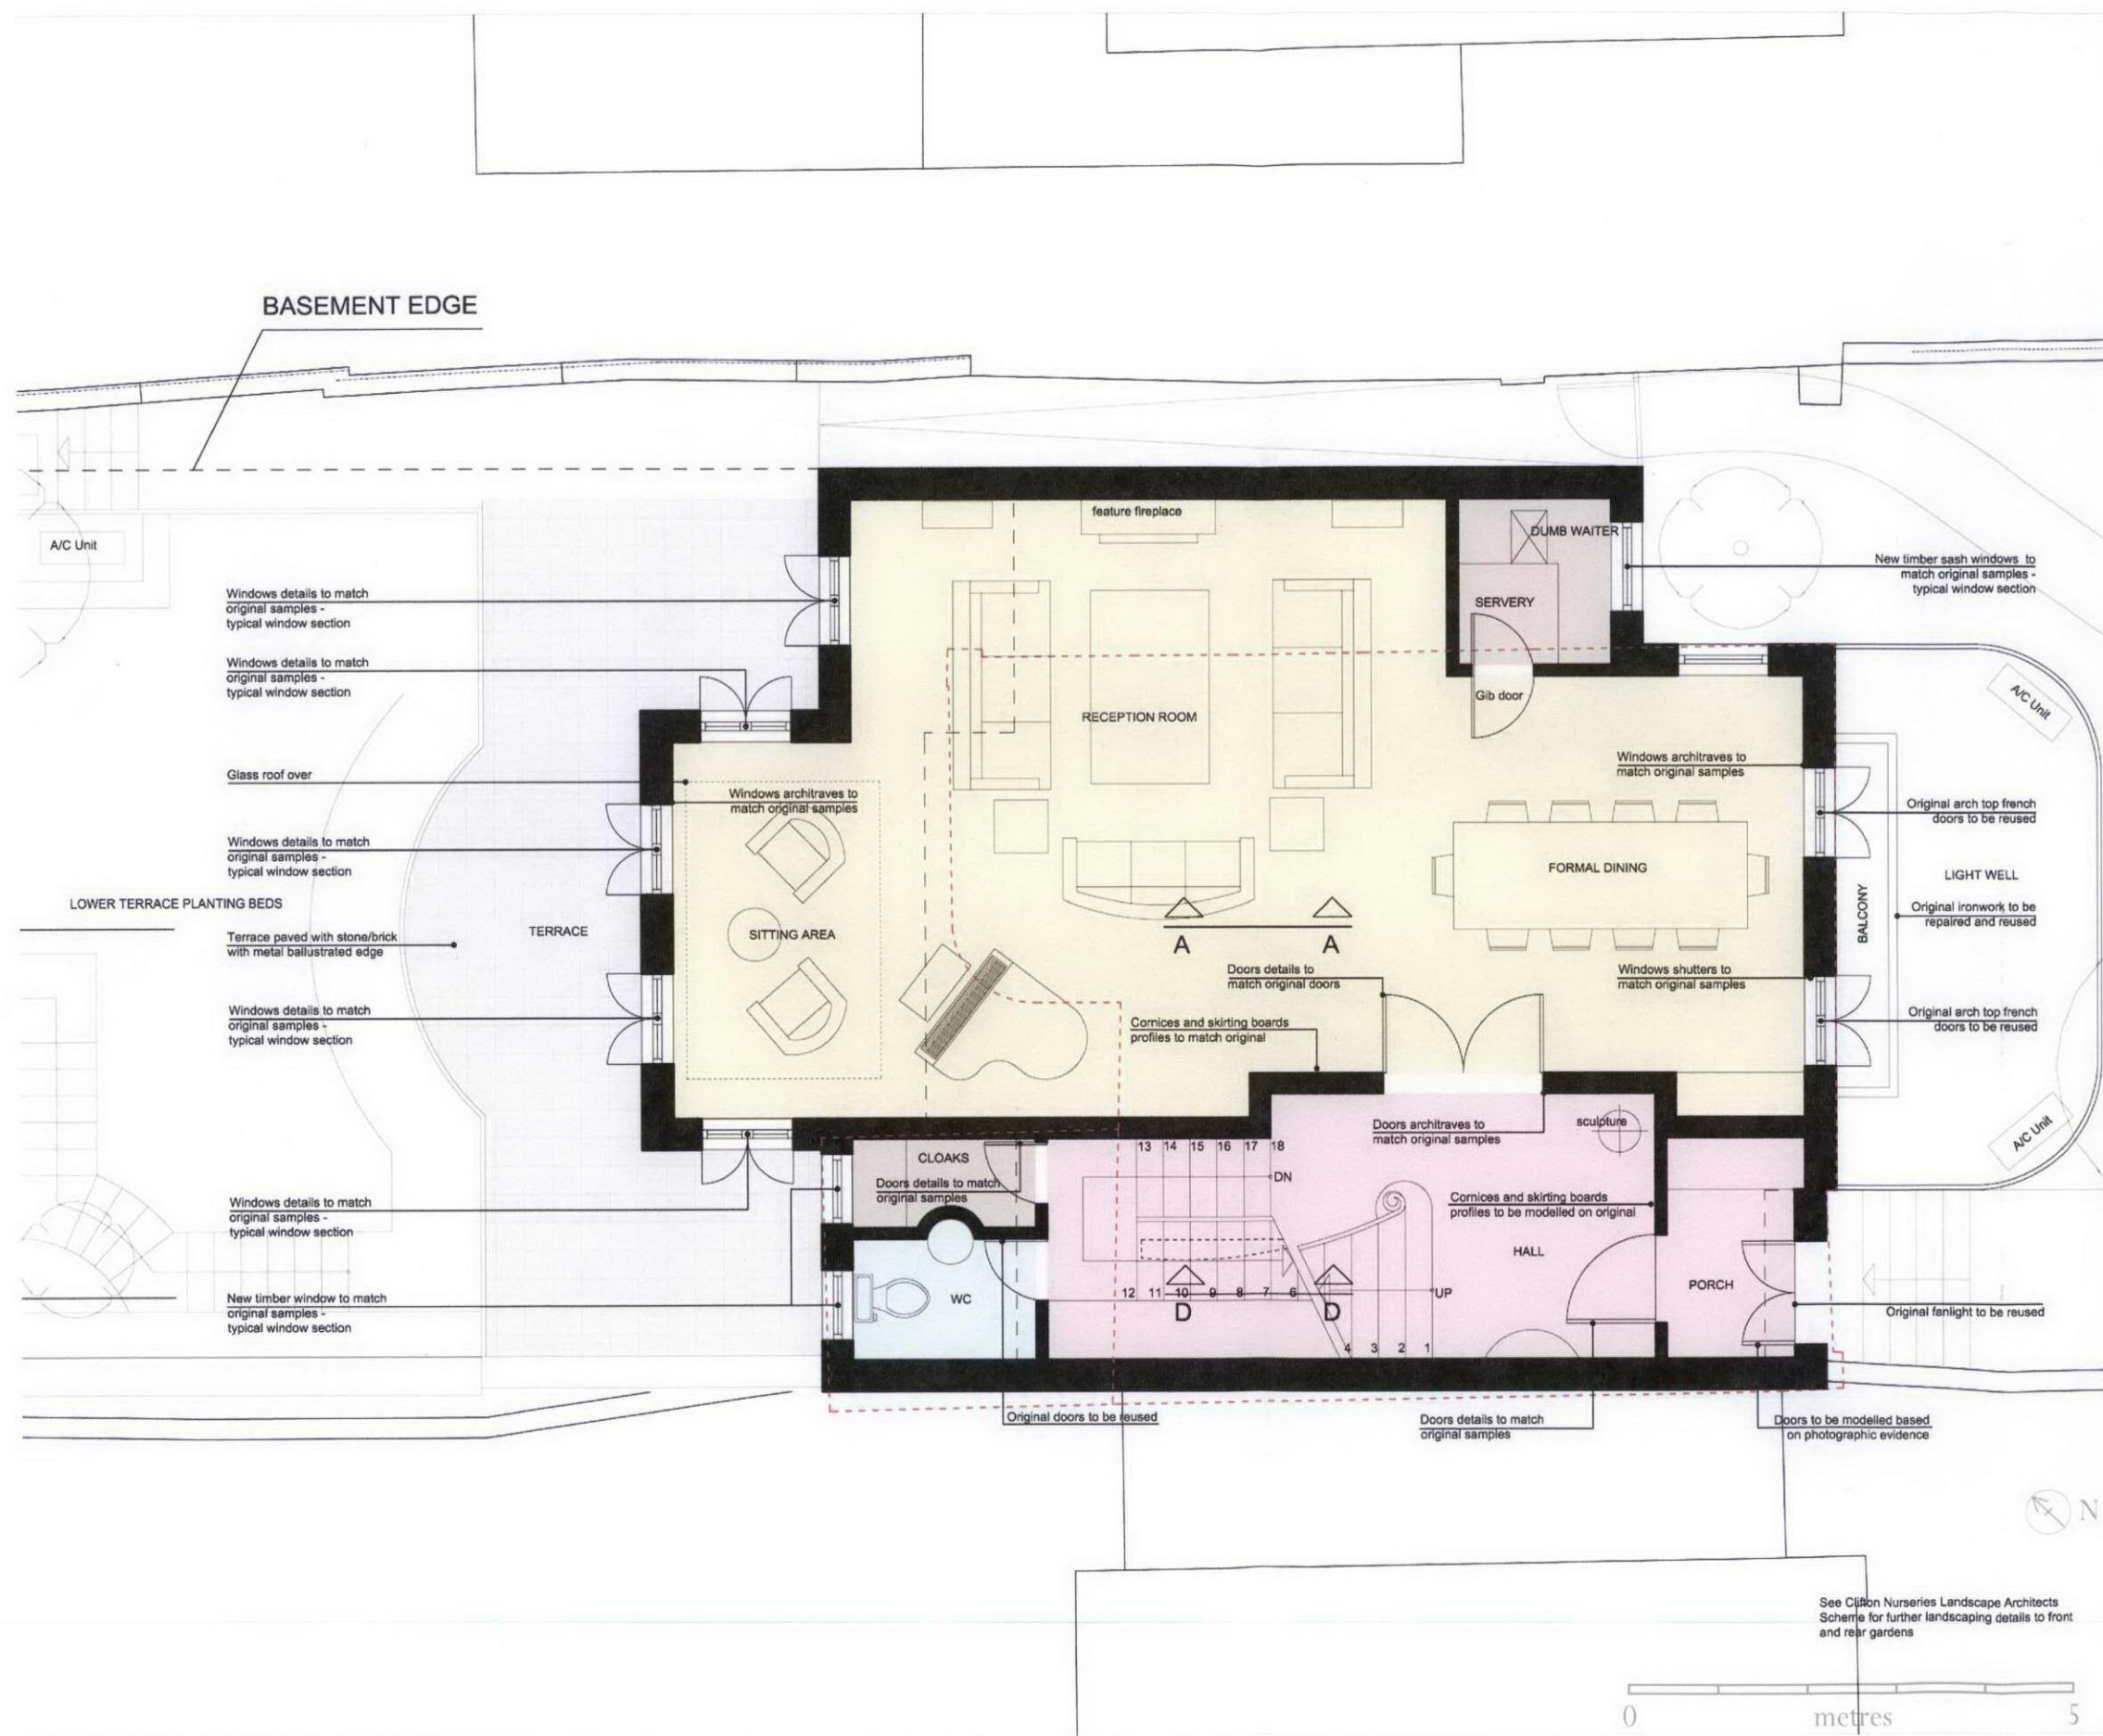 BASEMENT EDGE
A/C Unit
feature fireplace
DUMB WAITER
New timber sash windows to
match original samples -
typical window section
Windows details to match
original samples -
typical window section
SERVERY
Windows details to match
original samples -
typical window section
Gib door
A/C Unit
RECEPTION ROOM
Glass roof over
Windows architraves to
match original samples
Windows architraves to
match original samples
Original arch top french
doors to be reused
Windows details to match
original samples -
typical window section
FORMAL DINING
LIGHT WELL
LOWER TERRACE PLANTING BEDS
BALCONY
Original ironwork to be
repaired and reused
TERRACE
SITTING AREA
Terrace paved with stone/brick
with metal ballustrated edge
A
A
Doors details to
match original doors
Windows shutters to
match original samples
Windows details to match
original samples -
typical window section
Original arch top french
doors to be reused
Cornices and skirting boards
profiles to match original
Doors architraves to
match original samples
sculpture
A/C Unit
13 14 15 16 17 18
CLOAKS
DN
Doors details to match
original samples
Windows details to match
original samples -
typical window section
Cornices and skirting boards
profiles to be modelled on original
HALL
PORCH
New timber window to match
original samples -
typical window section
WC
12 11 10 9 8 7 6
UP
D
D
Original fanlight to be reused
4 3 2 1
Original doors to be reused
Doors details to match
original samples
Doors to be modelled based
on photographic evidence
N
See Clifton Nurseries Landscape Architects
Scheme for further landscaping details to front
and rear gardens
0 metres 5